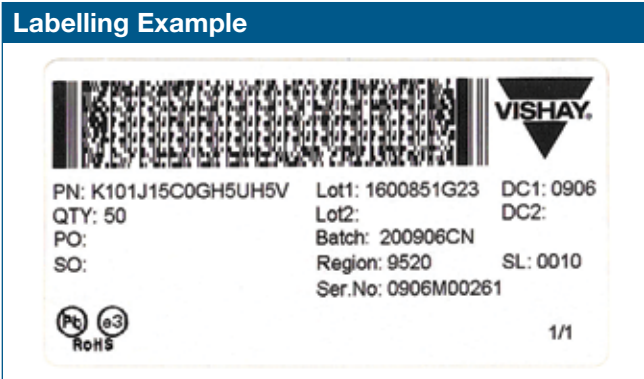 Labelling Example
VISHAY.
PN: K101J15C0GH5UH5V Lot1: 1600851G23 DC1: 0906
QTY: 50 Lot2: DC2:
PO: Batch: 200906CN
SO: Region: 9520 SL: 0010
Ser.No: 0906M00261
Pb e3
RoHS 1/1